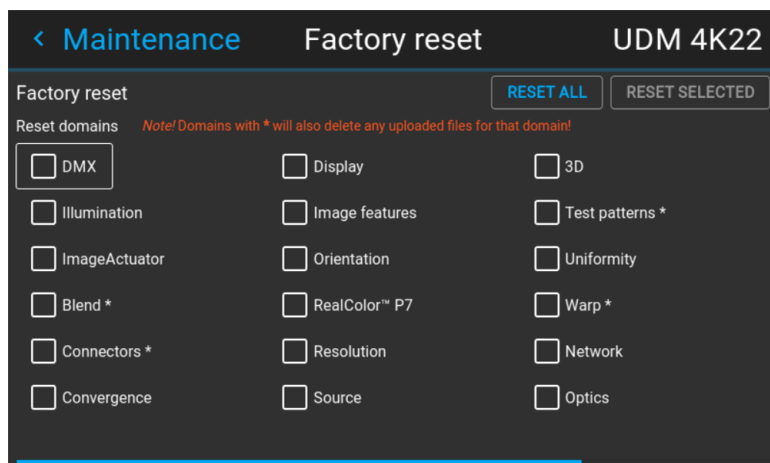 < Maintenance Factory reset UDM 4K22
Factory reset RESET ALL RESET SELECTED
Reset domains Note! Domains with * will also delete any uploaded files for that domain!
DMX Display 3D
Illumination Image features Test patterns *
ImageActuator Orientation Uniformity
Blend * RealColor™ P7 Warp *
Connectors * Resolution Network
Convergence Source Optics